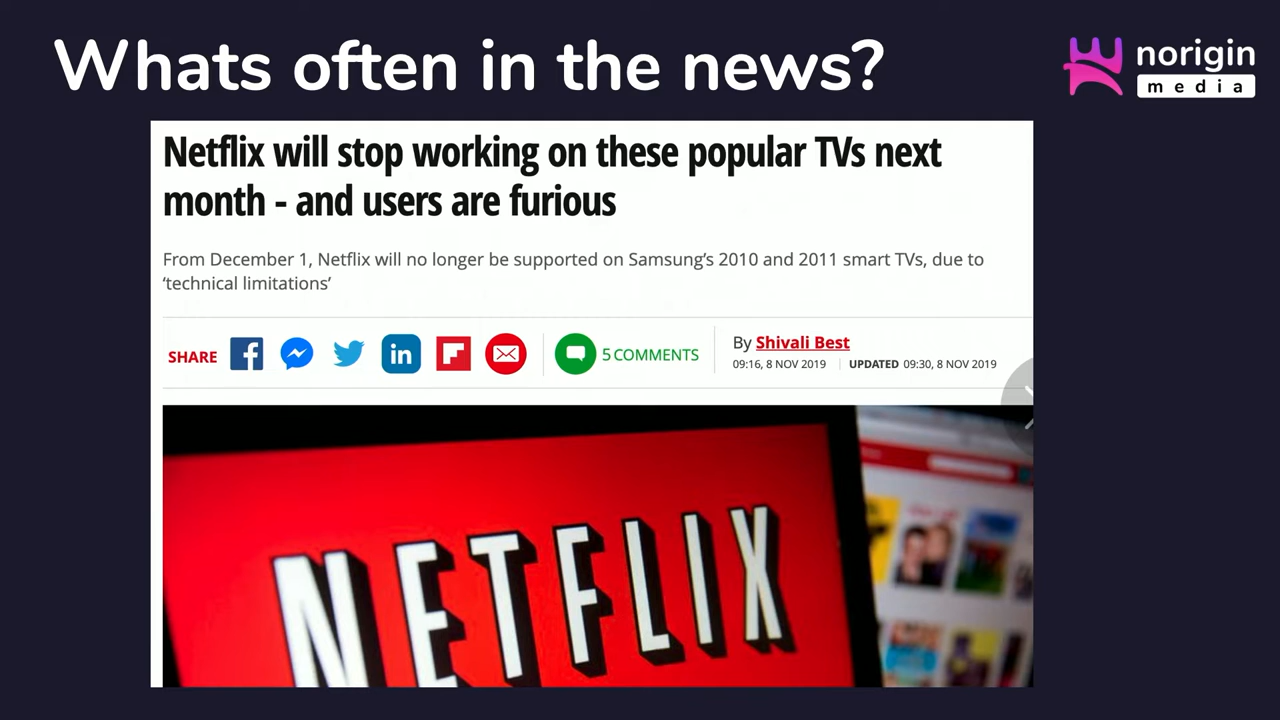 Whats often in the news?
norigin
media
Netflix will stop working on these popular TVs next
month - and users are furious
From December 1, Netflix will no longer be supported on Samsung's 2010 and 2011 smart TVs, due to
'technical limitations'
SHARE
5 COMMENTS
By Shivali Best
09:16, 8 NOV 2019 UPDATED 09:30, 8 NOV 2019
NETFLIX